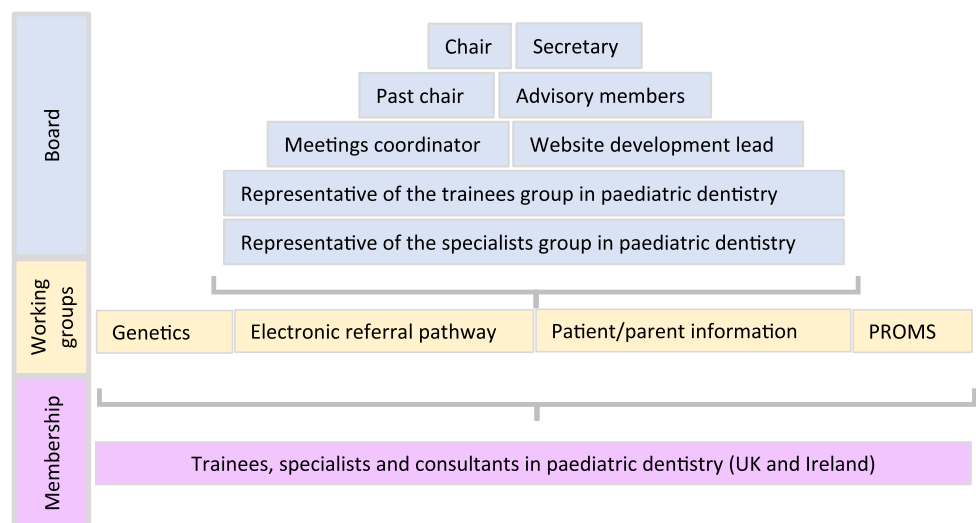 Board
Chair
Secretary
Past chair
Advisory members
Meetings coordinator
Website development lead
Representative of the trainees group in paediatric dentistry
Representative of the specialists group in paediatric dentistry
Working
groups
Genetics
Electronic referral pathway
Patient/parent information
PROMS
Membership
Trainees, specialists and consultants in paediatric dentistry (UK and Ireland)